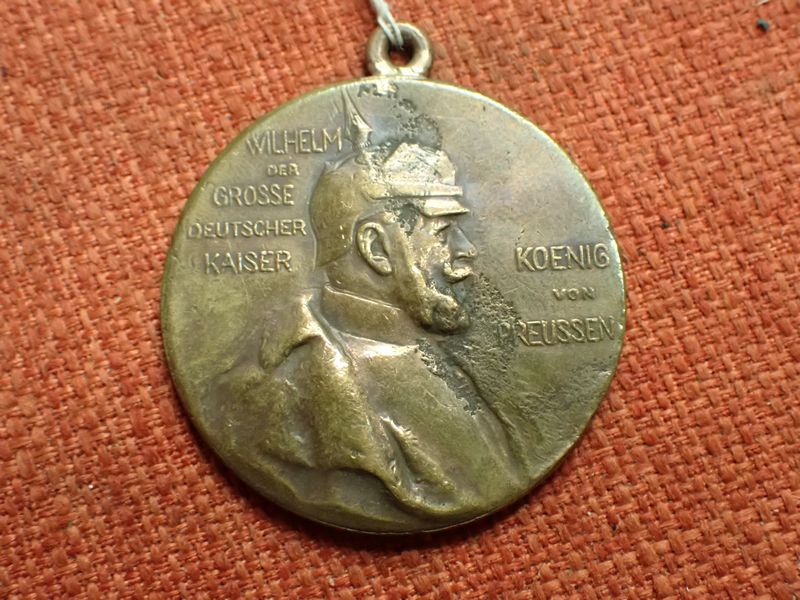 WILHELM
DER
GROSSE
DEUTSCHER
KAISER
KOENIG
VON
PREUSSEN